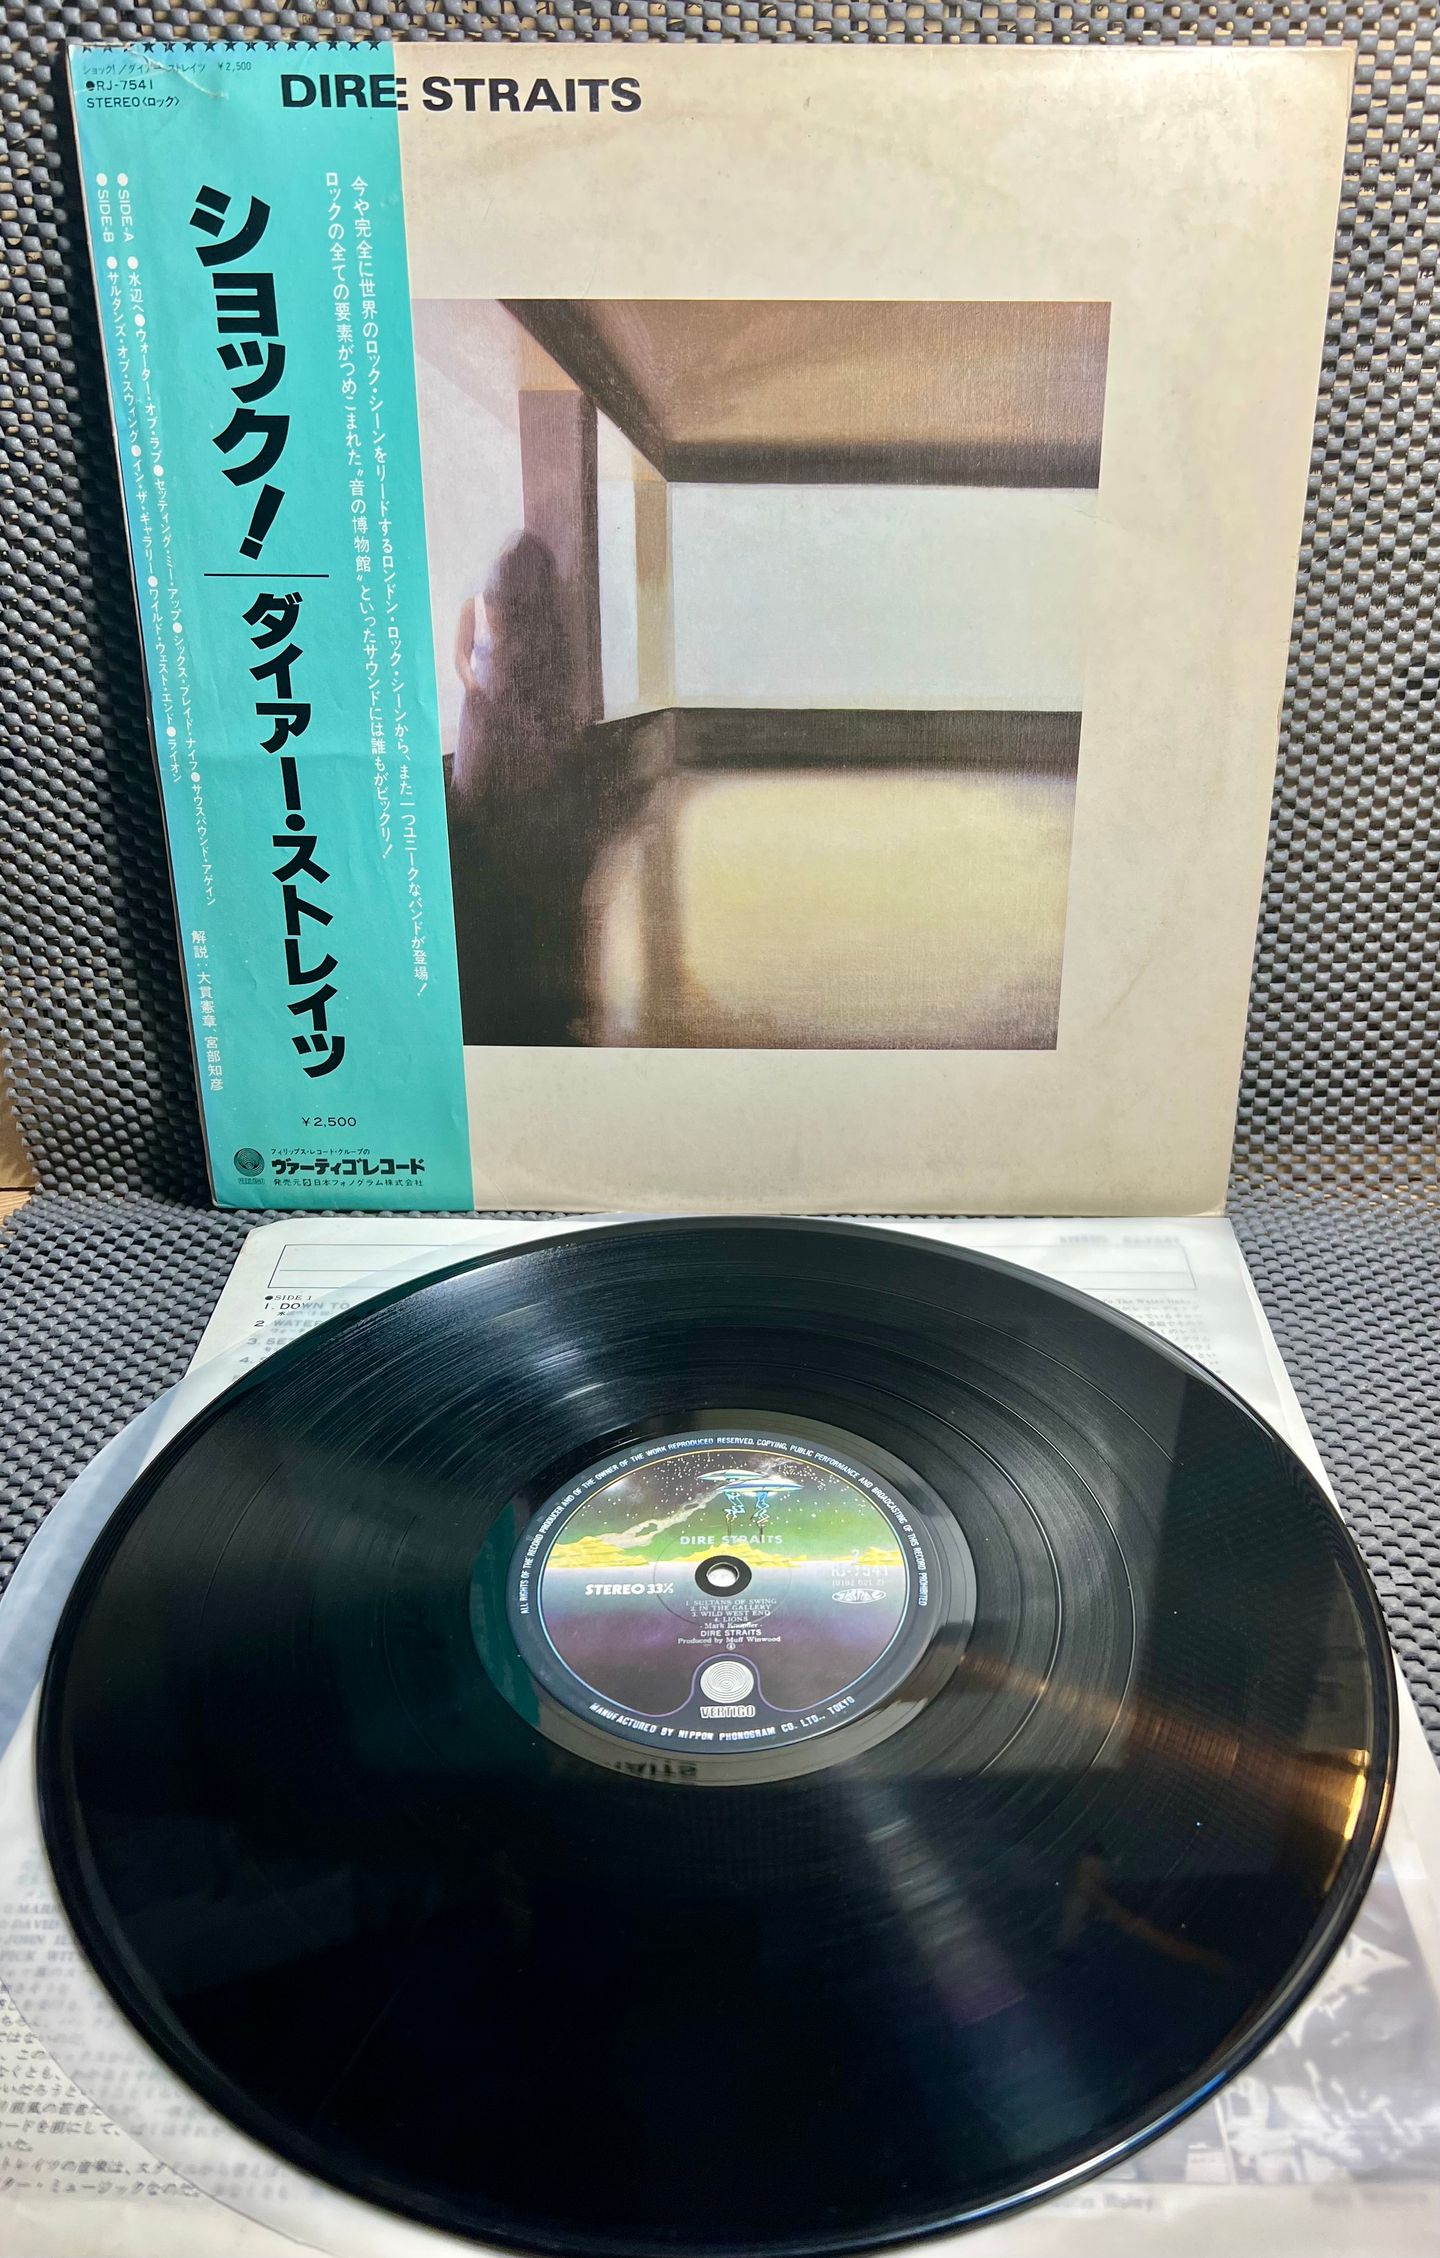 ショック!/ダイアー・ストレイツ ¥2,500
●RJ-7541
STEREO〈ロック〉
DIRE STRAITS
今や完全に世界のロック・シーンをリードするロンドン・ロック・シーンから、また一つユニークなバンドが登場!
ロックの全ての要素がつめこまれた〝音の博物館〟といったサウンドには誰もがビックリ!
ショック!
ダイアー・ストレイツ
●SIDE-A ●水辺へ●ウォーター・オブ・ラブ●セッティング・ミー・アップ●シックス・ブレイド・ナイフ●サウスバウンド・アゲイン
●SIDE-B ●サルタンズ・オブ・スウィング●イン・ザ・ギャラリー●ワイルド・ウェスト・エンド●ライオン
解説:大貫憲章、宮部知彦
¥2,500
フィリップス・レコード・グループの
ヴァーティゴレコード
VERTIGO
発売元 日本フォノグラム株式会社
●SIDE 1
1. DOWN TO
2. WATER
3. SE
4. S
ALL RIGHTS OF THE RECORD PRODUCER AND OF THE OWNER OF THE WORK REPRODUCED RESERVED. COPYING, PUBLIC PERFORMANCE AND BROADCASTING OF THIS RECORD PROHIBITED
DIRE STRAITS
STEREO 33⅓
2
RJ-7541
1. SULTANS OF SWING
2. IN THE GALLERY
3. WILD WEST END
4. LIONS
- Mark Knopfler -
DIRE STRAITS
Produced by Muff Winwood
VERTIGO
MANUFACTURED BY NIPPON PHONOGRAM CO. LTD., TOKYO
DAVID
PICK WIT